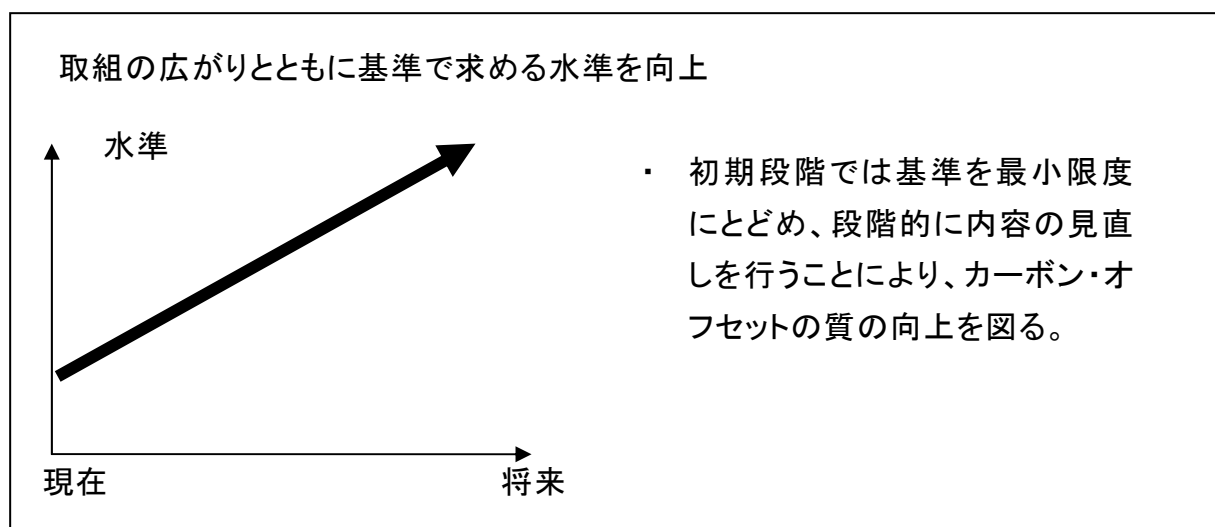 取組の広がりとともに基準で求める水準を向上
水準
・ 初期段階では基準を最小限度
にとどめ、段階的に内容の見直
しを行うことにより、カーボン・オ
フセットの質の向上を図る。
現在
将来